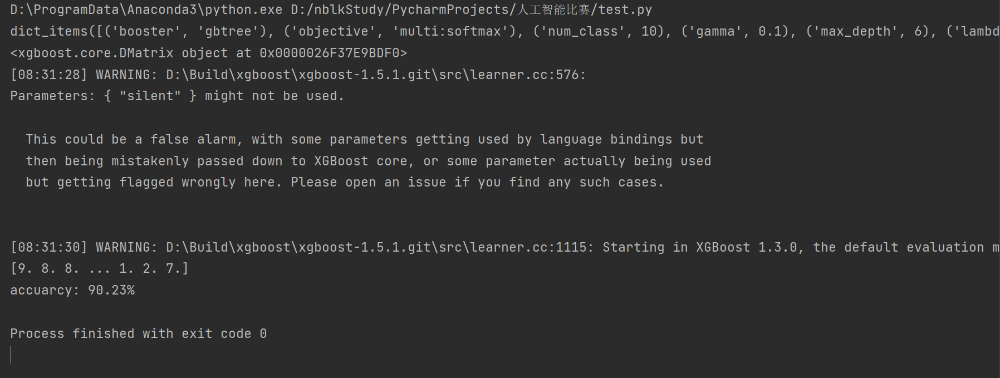 D:\ProgramData\Anaconda3\python.exe D:/nblkStudy/PycharmProjects/人工智能比赛/test.py
dict_items([('booster', 'gbtree'), ('objective', 'multi:softmax'), ('num_class', 10), ('gamma', 0.1), ('max_depth', 6), ('lambd
<xgboost.core.DMatrix object at 0x0000026F37E9BDF0>
[08:31:28] WARNING: D:\Build\xgboost\xgboost-1.5.1.git\src\learner.cc:576:
Parameters: { "silent" } might not be used.
This could be a false alarm, with some parameters getting used by language bindings but
then being mistakenly passed down to XGBoost core, or some parameter actually being used
but getting flagged wrongly here. Please open an issue if you find any such cases.
[08:31:30] WARNING: D:\Build\xgboost\xgboost-1.5.1.git\src\learner.cc:1115: Starting in XGBoost 1.3.0, the default evaluation m
[9. 8. 8. ... 1. 2. 7.]
accuarcy: 90.23%
Process finished with exit code 0